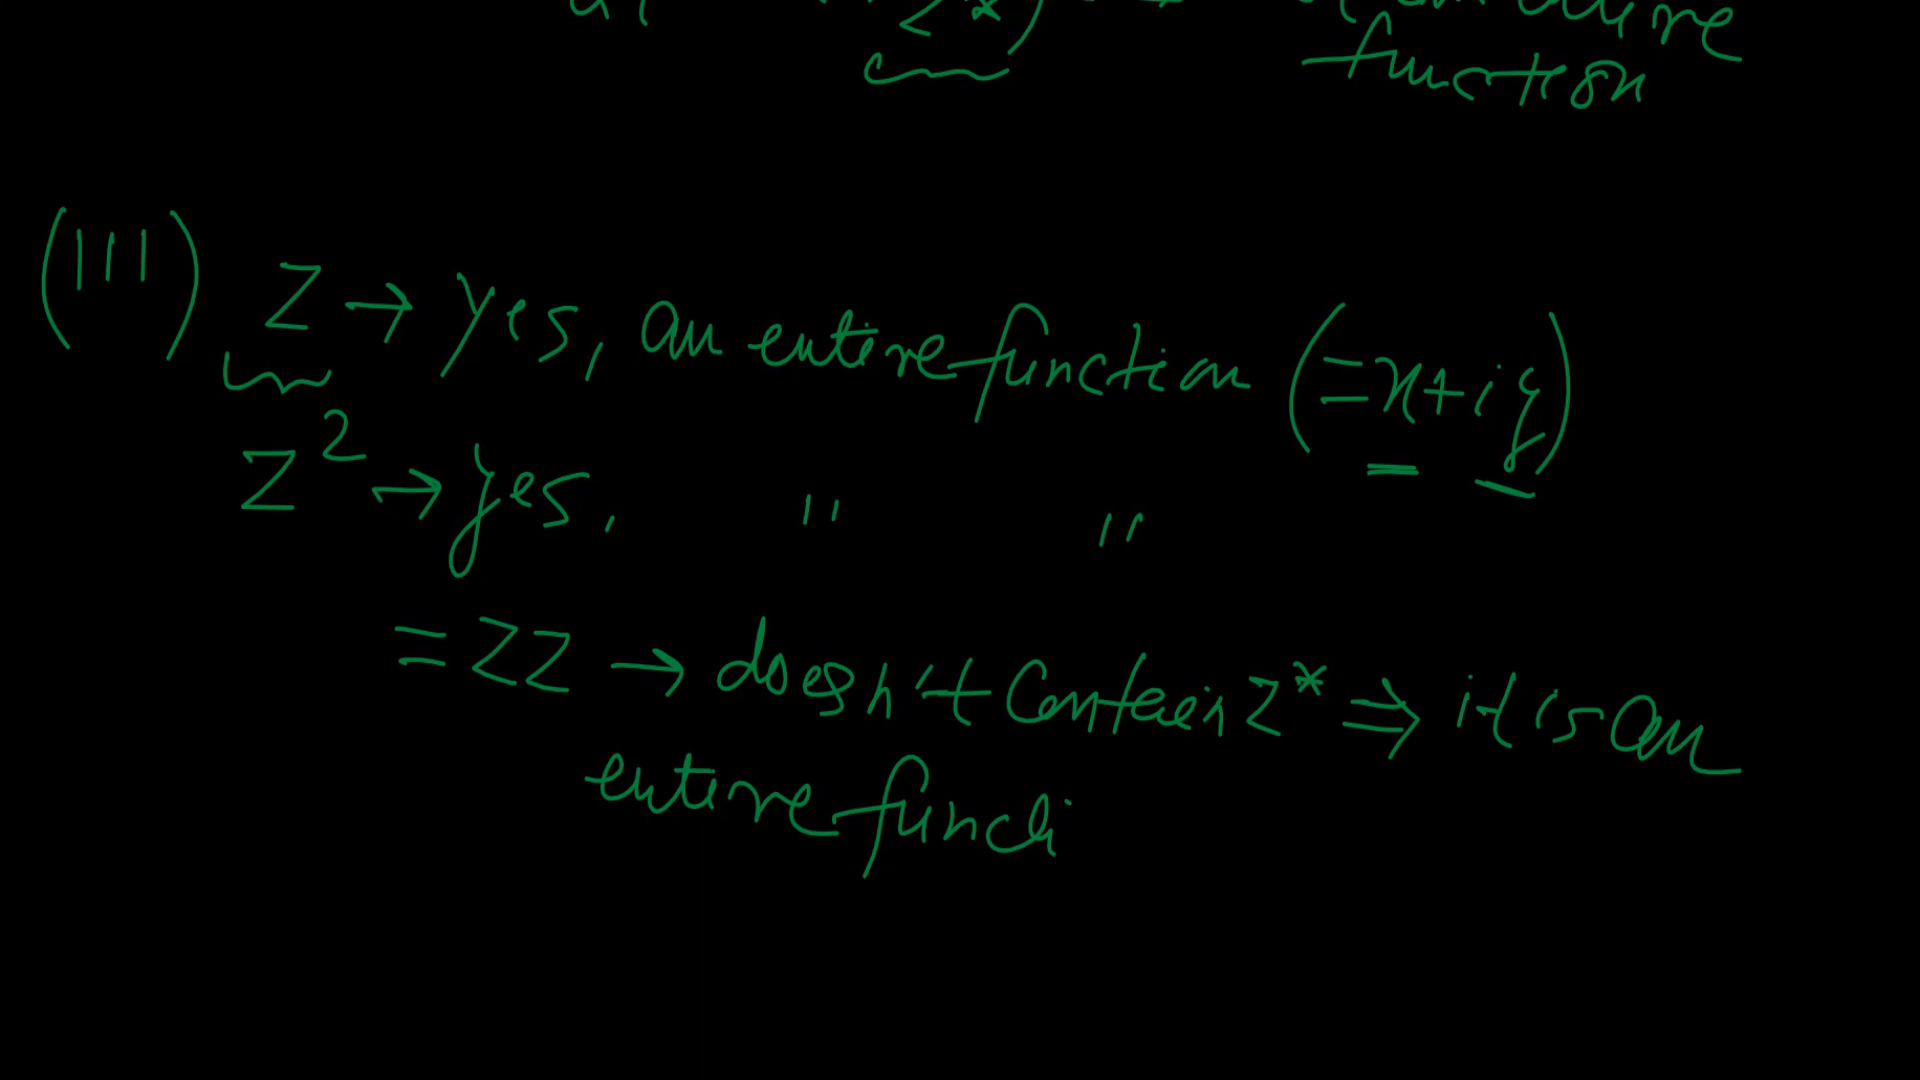 z*)
function
(III) Z → yes, an entire function (= x + iy)
Z² → yes, " "
= ZZ → doesn't Contain Z* ⇒ it is an
entire functi